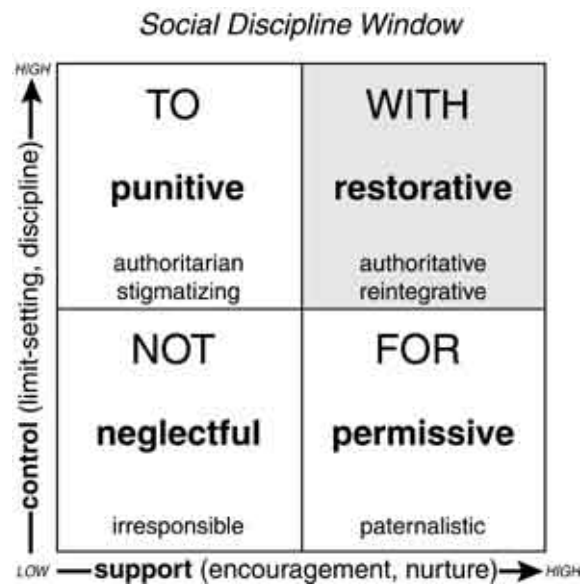 Social Discipline Window
HIGH
TO
WITH
punitive
restorative
authoritarian
stigmatizing
authoritative
reintegrative
control (limit-setting, discipline)
NOT
FOR
neglectful
permissive
irresponsible
paternalistic
LOW
support (encouragement, nurture)
HIGH